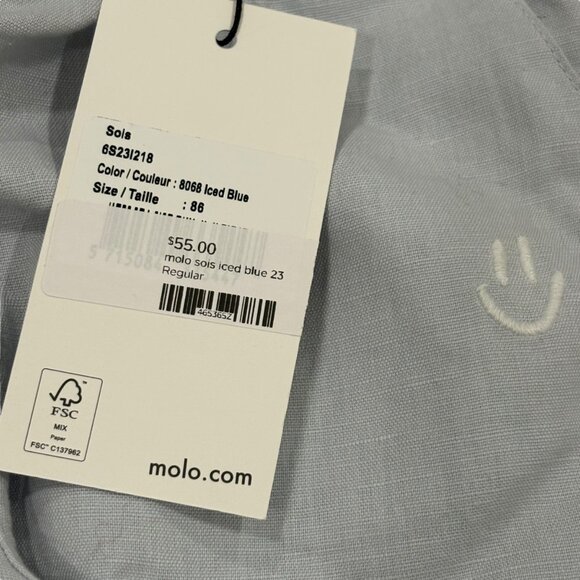 Sois
6S23I218
Color / Couleur : 8068 Iced Blue
Size / Taille : 86
$55.00
molo sois iced blue 23
Regular
4653652
FSC
MIX
Paper
FSC™ C137962
molo.com